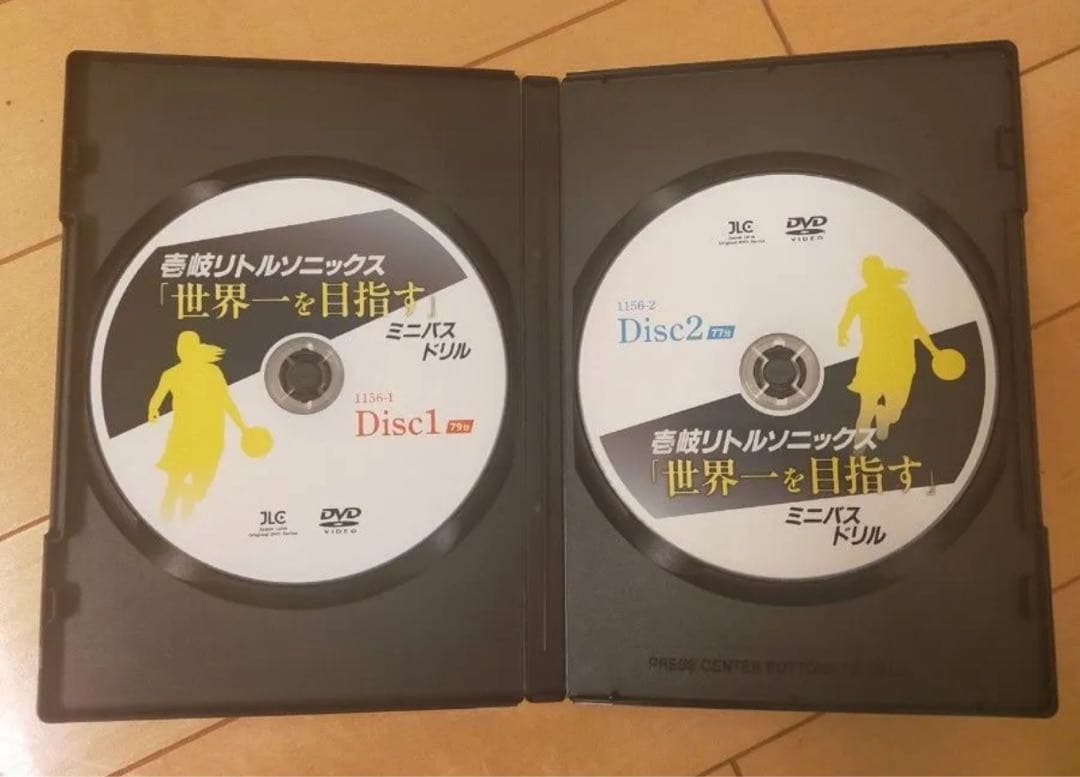 壱岐リトルソニックス
「世界一を目指す」
ミニバス
ドリル
1156-1
Disc1 79分
JLC
DVD
VIDEO
JLC
DVD
VIDEO
1156-2
Disc2 77分
壱岐リトルソニックス
「世界一を目指す」
ミニバス
ドリル
PRESS CENTER BUTTON